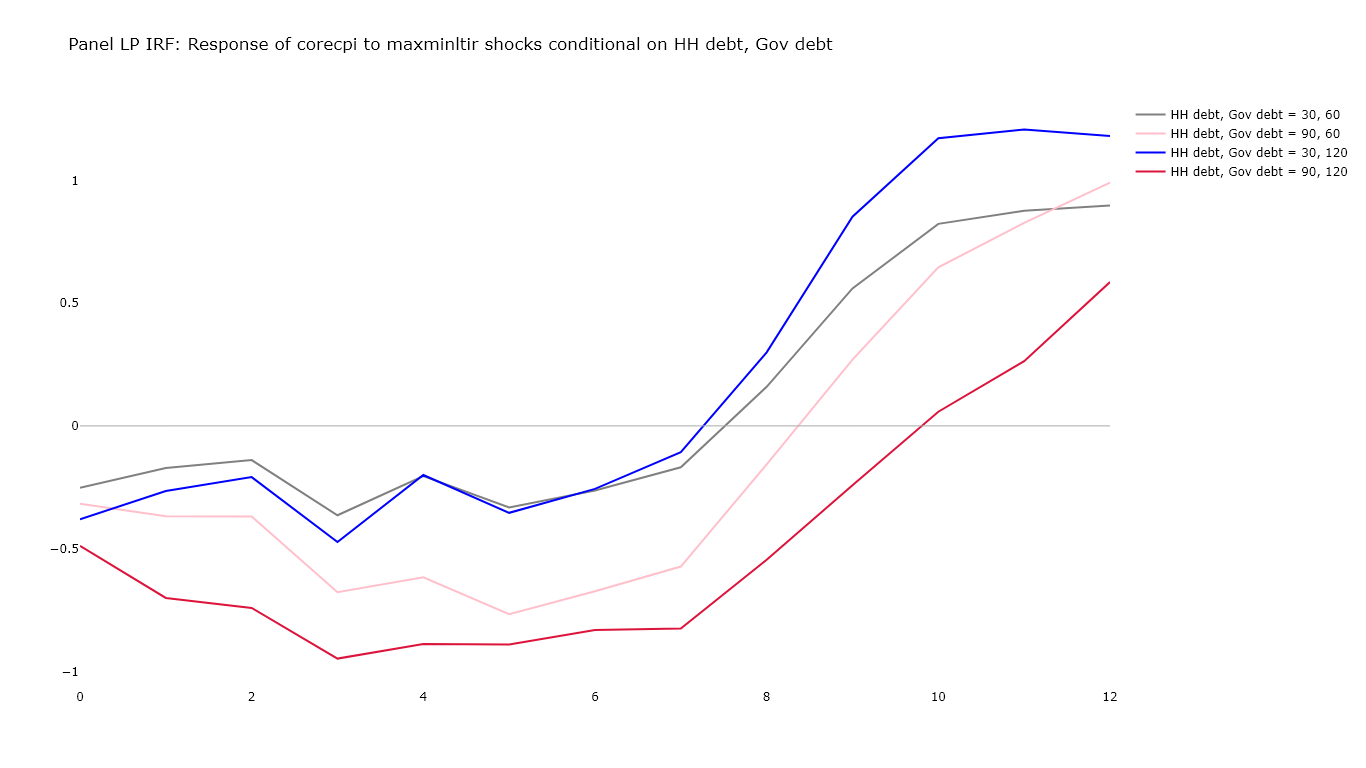 Panel LP IRF: Response of corecpi to maxminltir shocks conditional on HH debt, Gov debt
HH debt, Gov debt = 30, 60
HH debt, Gov debt = 90, 60
HH debt, Gov debt = 30, 120
HH debt, Gov debt = 90, 120
1
0.5
0
−0.5
−1
0 2 4 6 8 10 12